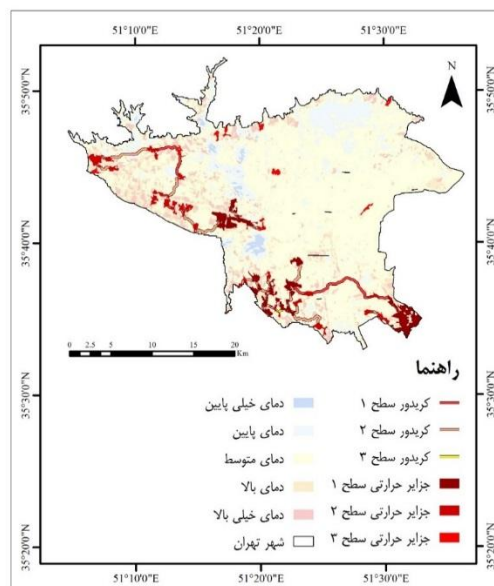 51°10'0"E 51°20'0"E 51°30'0"E
N
35°50'0"N 35°50'0"N
35°40'0"N 35°40'0"N
0 2.5 5 10 15 20
Km
راهنما
35°30'0"N 35°30'0"N
کریدور سطح ۱ دمای خیلی پایین
کریدور سطح ۲ دمای پایین
کریدور سطح ۳ دمای متوسط
جزایر حرارتی سطح ۱ دمای بالا
جزایر حرارتی سطح ۲ دمای خیلی بالا
جزایر حرارتی سطح ۳ شهر تهران
35°20'0"N 35°20'0"N
51°10'0"E 51°20'0"E 51°30'0"E